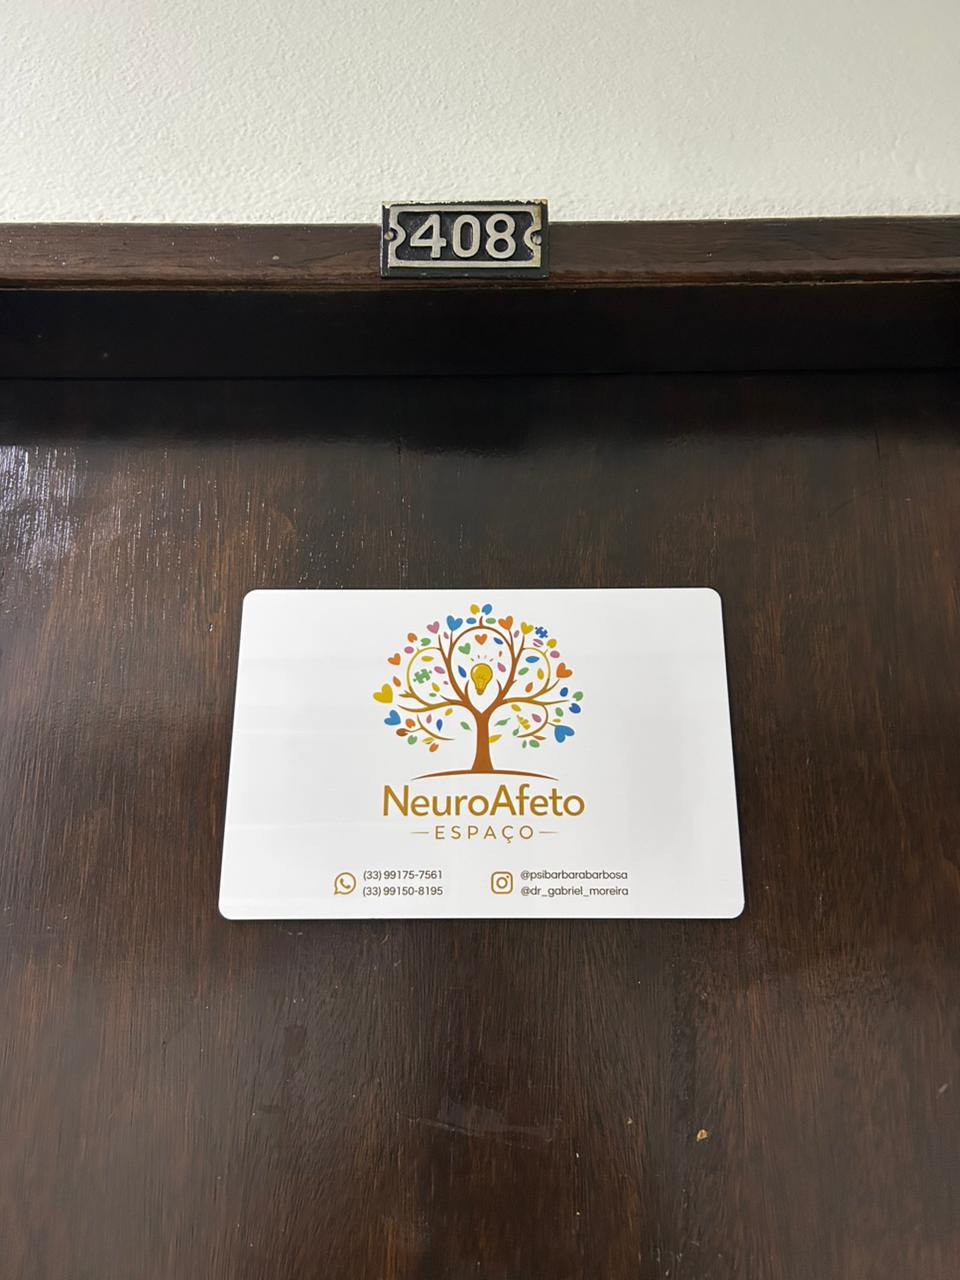 408
NeuroAfeto
ESPAÇO
(33) 99175-7561
(33) 99150-8195
@psibarbarabarbosa
@dr_gabriel_moreira